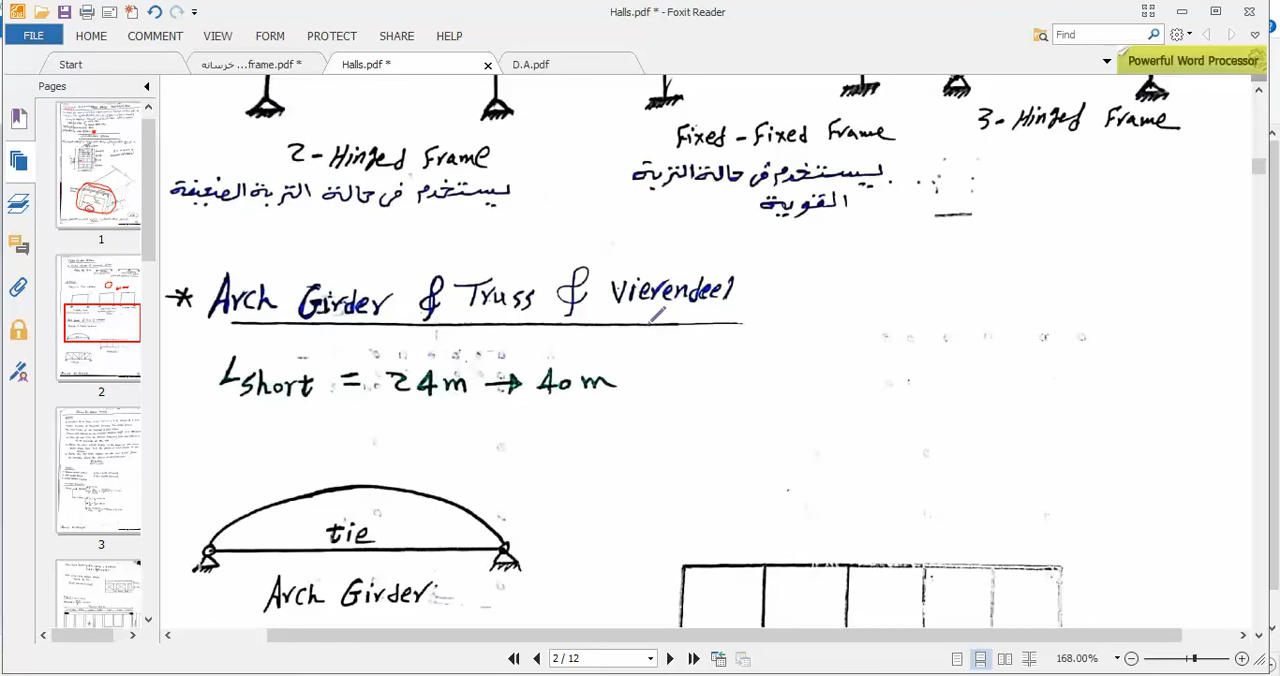 Halls.pdf * - Foxit Reader
FILE HOME COMMENT VIEW FORM PROTECT SHARE HELP
Find
Start
خرسانه ...frame.pdf *
Halls.pdf *
D.A.pdf
Powerful Word Processor
Pages
1
2
3
2-Hinged Frame
يستخدم فى حالة التربة الضعيفة
Fixed-Fixed Frame
يستخدم فى حالة التربة
القوية
3-Hinged Frame
* Arch Girder & Truss & Vierendeel
Lshort = 24m → 40m
tie
Arch Girder
2 / 12
168.00%